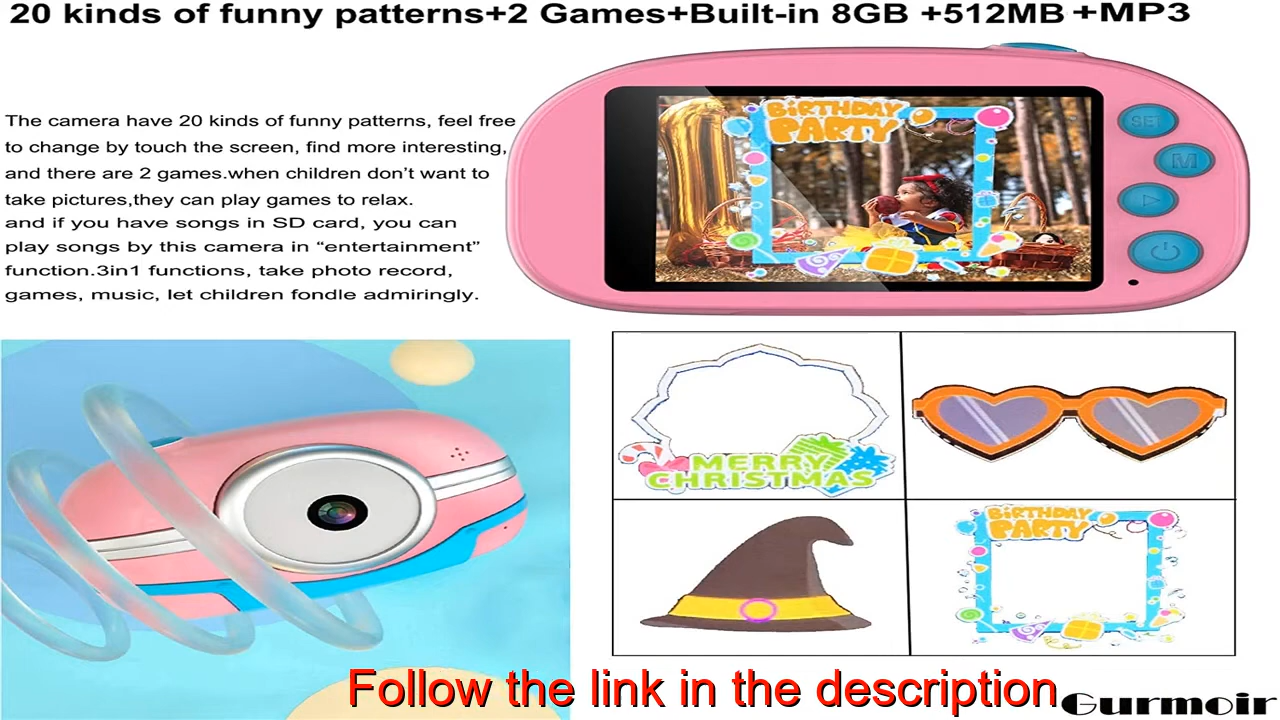 20 kinds of funny patterns+2 Games+Built-in 8GB +512MB+MP3
The camera have 20 kinds of funny patterns, feel free
to change by touch the screen, find more interesting,
and there are 2 games.when children don't want to
take pictures,they can play games to relax.
and if you have songs in SD card, you can
play songs by this camera in “entertainment”
function.3in1 functions, take photo record,
games, music, let children fondle admiringly.
BiRTHDAY
PARTY
SET
M
MERRY
CHRISTMAS
BiRTHDAY
PARTY
Follow the link in the description
Gurmoir